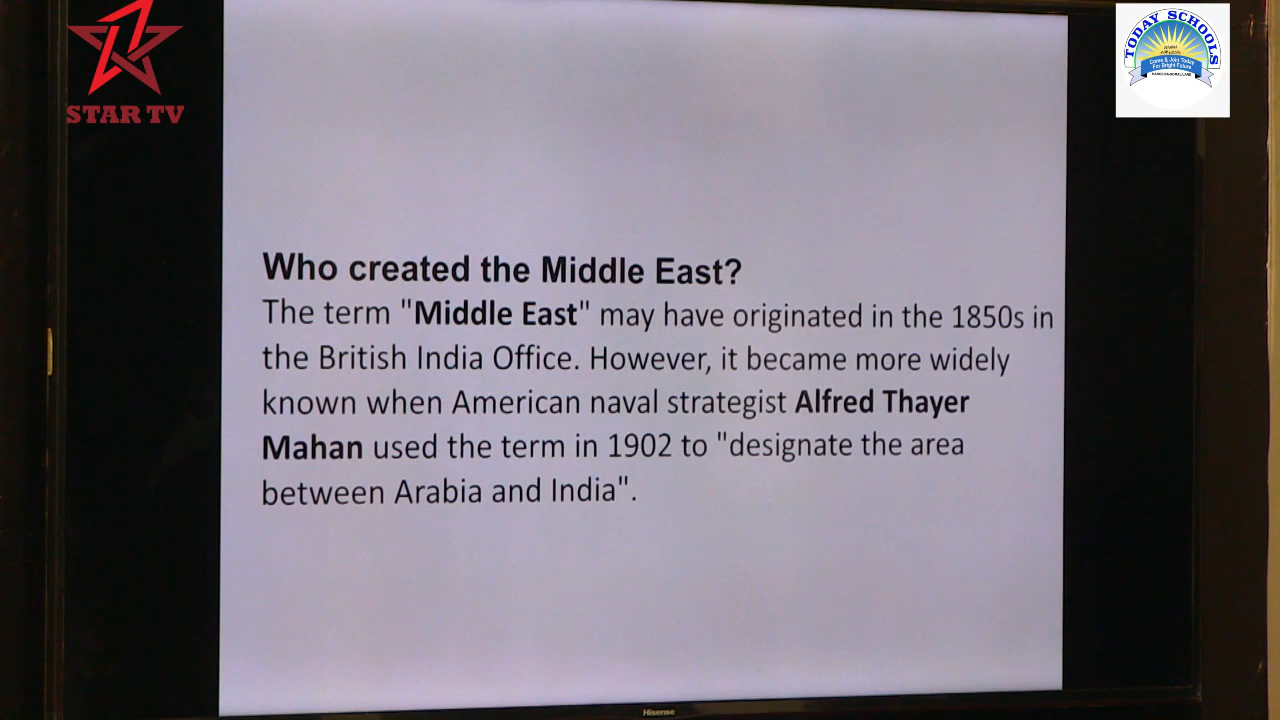 STAR TV
TODAY SCHOOLS
Come & Join Today
For Bright Future
Who created the Middle East?
The term "Middle East" may have originated in the 1850s in
the British India Office. However, it became more widely
known when American naval strategist Alfred Thayer
Mahan used the term in 1902 to "designate the area
between Arabia and India".
Hisense